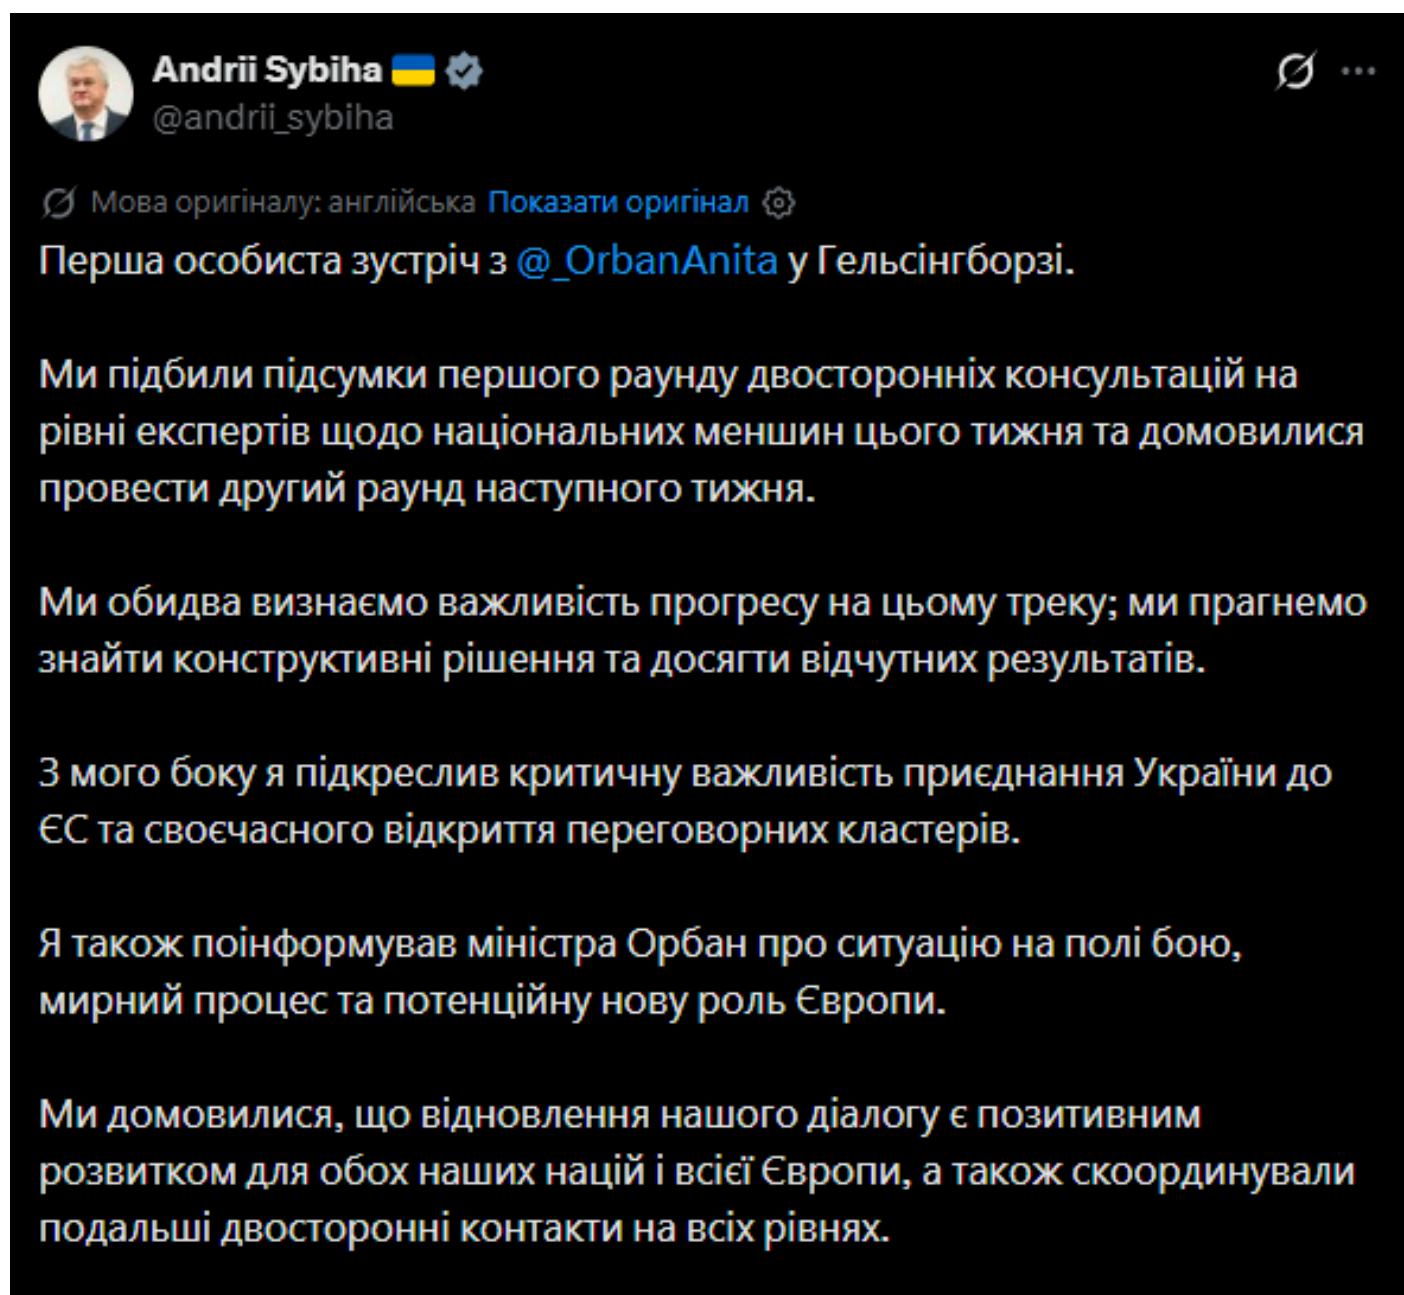 Andrii Sybiha 🇺🇦
@andrii_sybiha
Мова оригіналу: англійська Показати оригінал
Перша особиста зустріч з @_OrbanAnita у Гельсінгборзі.
Ми підбили підсумки першого раунду двосторонніх консультацій на
рівні експертів щодо національних меншин цього тижня та домовилися
провести другий раунд наступного тижня.
Ми обидва визнаємо важливість прогресу на цьому треку; ми прагнемо
знайти конструктивні рішення та досягти відчутних результатів.
З мого боку я підкреслив критичну важливість приєднання України до
ЄС та своєчасного відкриття переговорних кластерів.
Я також поінформував міністра Орбан про ситуацію на полі бою,
мирний процес та потенційну нову роль Європи.
Ми домовилися, що відновлення нашого діалогу є позитивним
розвитком для обох наших націй і всієї Європи, а також скоординували
подальші двосторонні контакти на всіх рівнях.